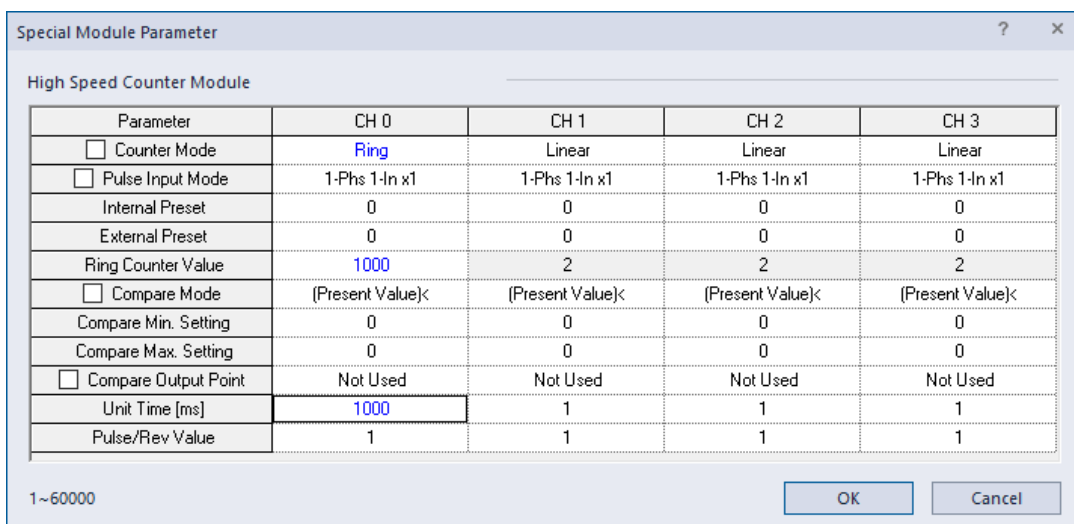 Special Module Parameter ? ×
High Speed Counter Module
Parameter CH 0 CH 1 CH 2 CH 3
Counter Mode Ring Linear Linear Linear
Pulse Input Mode 1-Phs 1-In x1 1-Phs 1-In x1 1-Phs 1-In x1 1-Phs 1-In x1
Internal Preset 0 0 0 0
External Preset 0 0 0 0
Ring Counter Value 1000 2 2 2
Compare Mode (Present Value)< (Present Value)< (Present Value)< (Present Value)<
Compare Min. Setting 0 0 0 0
Compare Max. Setting 0 0 0 0
Compare Output Point Not Used Not Used Not Used Not Used
Unit Time [ms] 1000 1 1 1
Pulse/Rev Value 1 1 1 1
1~60000 OK Cancel